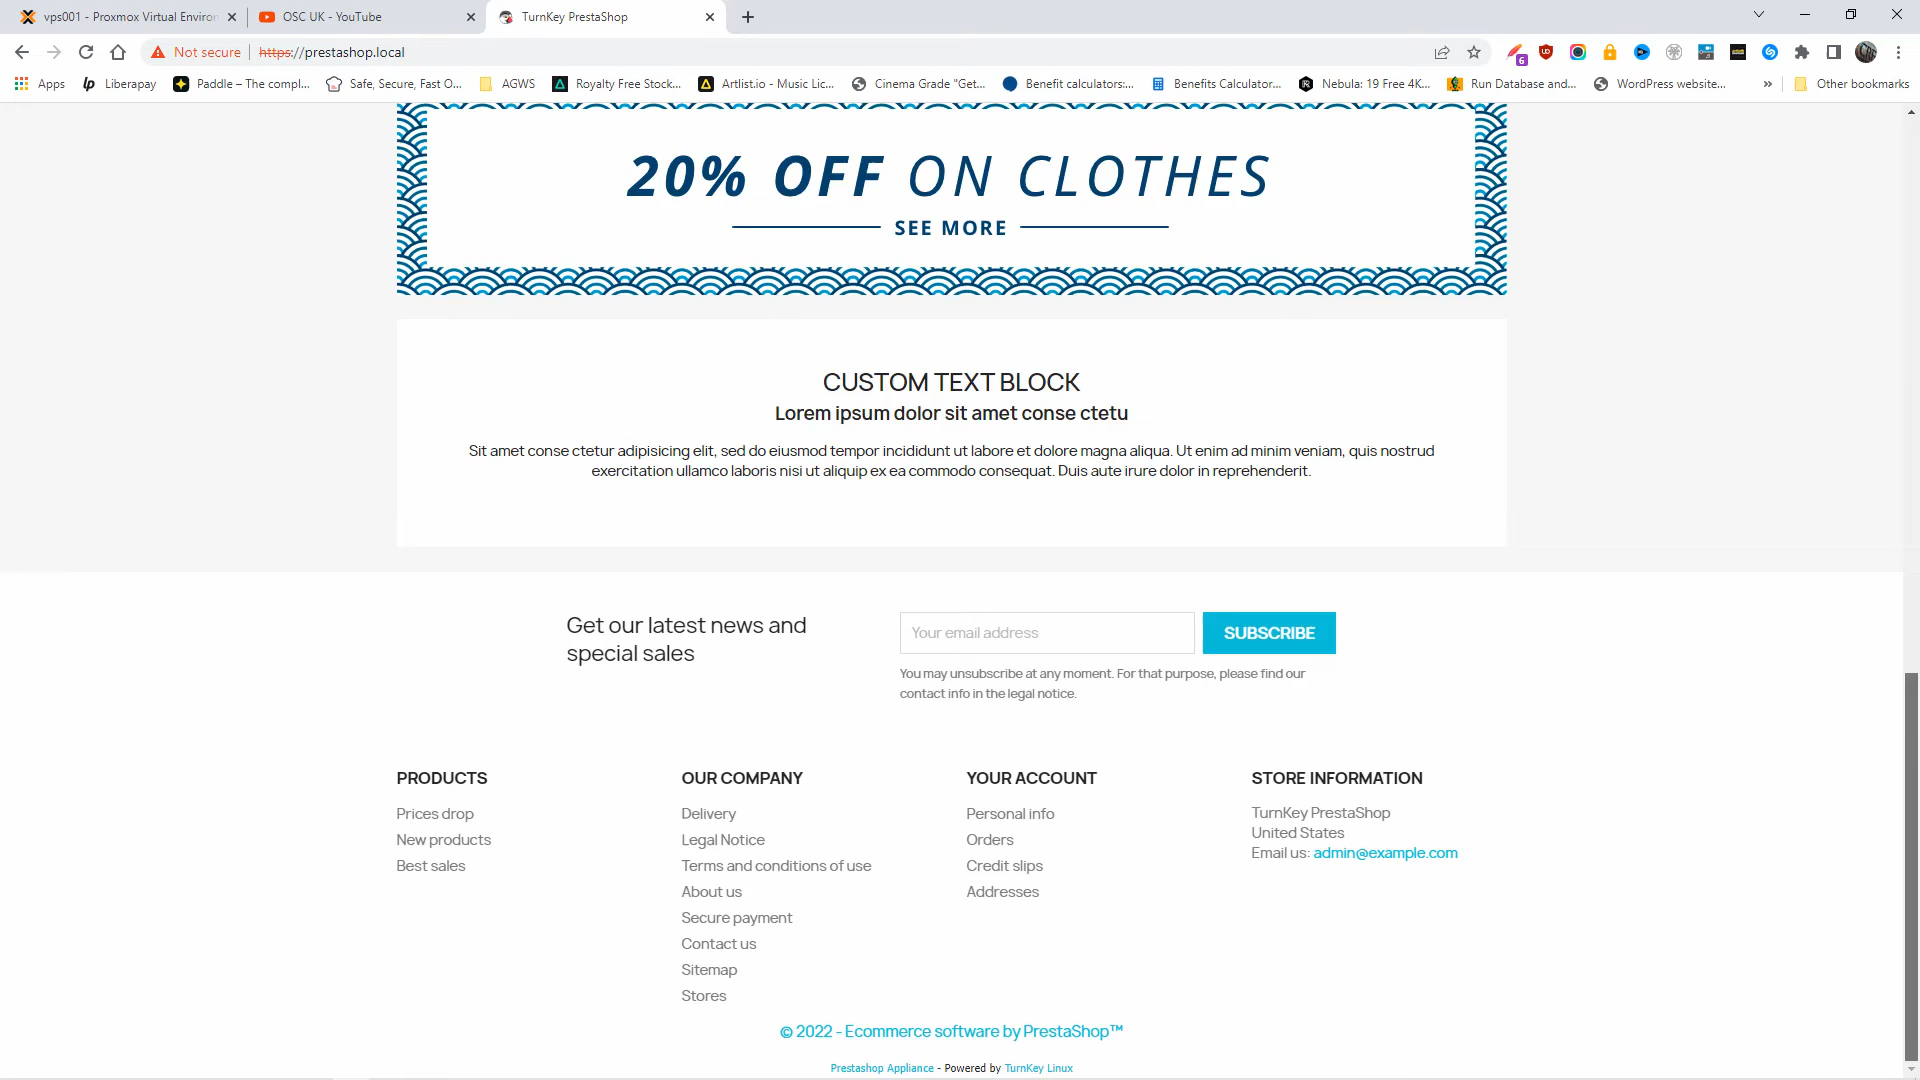 vps001 - Proxmox Virtual Environ
OSC UK - YouTube
TurnKey PrestaShop
Not secure
https://prestashop.local
6
Apps
Liberapay
Paddle – The compl...
Safe, Secure, Fast O...
AGWS
Royalty Free Stock...
Artlist.io - Music Lic...
Cinema Grade "Get...
Benefit calculators:...
Benefits Calculator...
Nebula: 19 Free 4K...
Run Database and...
WordPress website...
»
Other bookmarks
20% OFF ON CLOTHES
SEE MORE
CUSTOM TEXT BLOCK
Lorem ipsum dolor sit amet conse ctetu
Sit amet conse ctetur adipisicing elit, sed do eiusmod tempor incididunt ut labore et dolore magna aliqua. Ut enim ad minim veniam, quis nostrud
exercitation ullamco laboris nisi ut aliquip ex ea commodo consequat. Duis aute irure dolor in reprehenderit.
Get our latest news and
special sales
Your email address
SUBSCRIBE
You may unsubscribe at any moment. For that purpose, please find our
contact info in the legal notice.
PRODUCTS
Prices drop
New products
Best sales
OUR COMPANY
Delivery
Legal Notice
Terms and conditions of use
About us
Secure payment
Contact us
Sitemap
Stores
YOUR ACCOUNT
Personal info
Orders
Credit slips
Addresses
STORE INFORMATION
TurnKey PrestaShop
United States
Email us: admin@example.com
© 2022 - Ecommerce software by PrestaShop™
Prestashop Appliance - Powered by TurnKey Linux